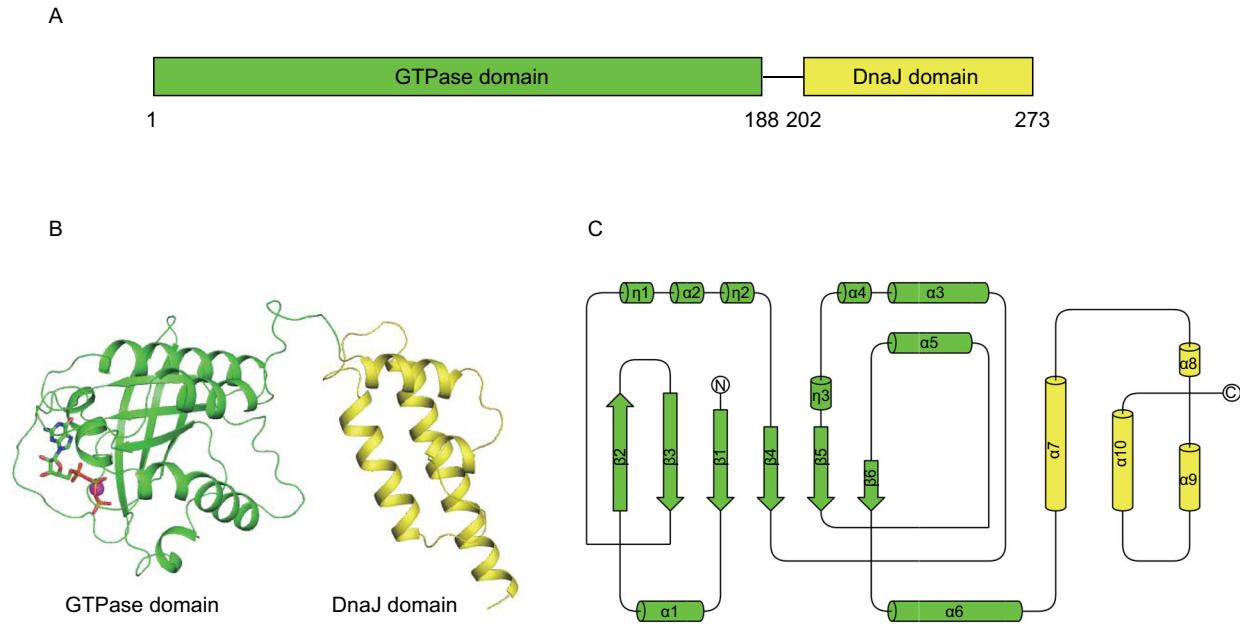 A
GTPase domain DnaJ domain
1 188 202 273
B
GTPase domain DnaJ domain
C
η1 α2 η2 α4 α3
α5
N
η3
α8
C
β2 β3 β1 β4 β5 β6 α7 α10 α9
α1 α6